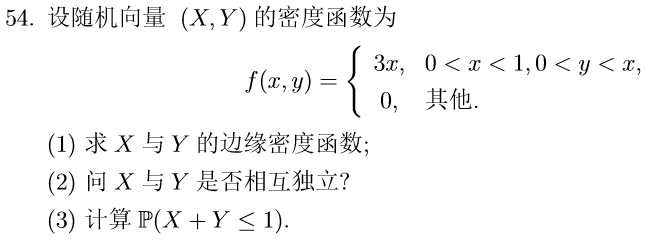 54. 设随机向量 (X, Y) 的密度函数为
f(x, y) = { 3x, 0 < x < 1, 0 < y < x,
0, 其他.
(1) 求 X 与 Y 的边缘密度函数;
(2) 问 X 与 Y 是否相互独立?
(3) 计算 ℙ(X + Y ≤ 1).